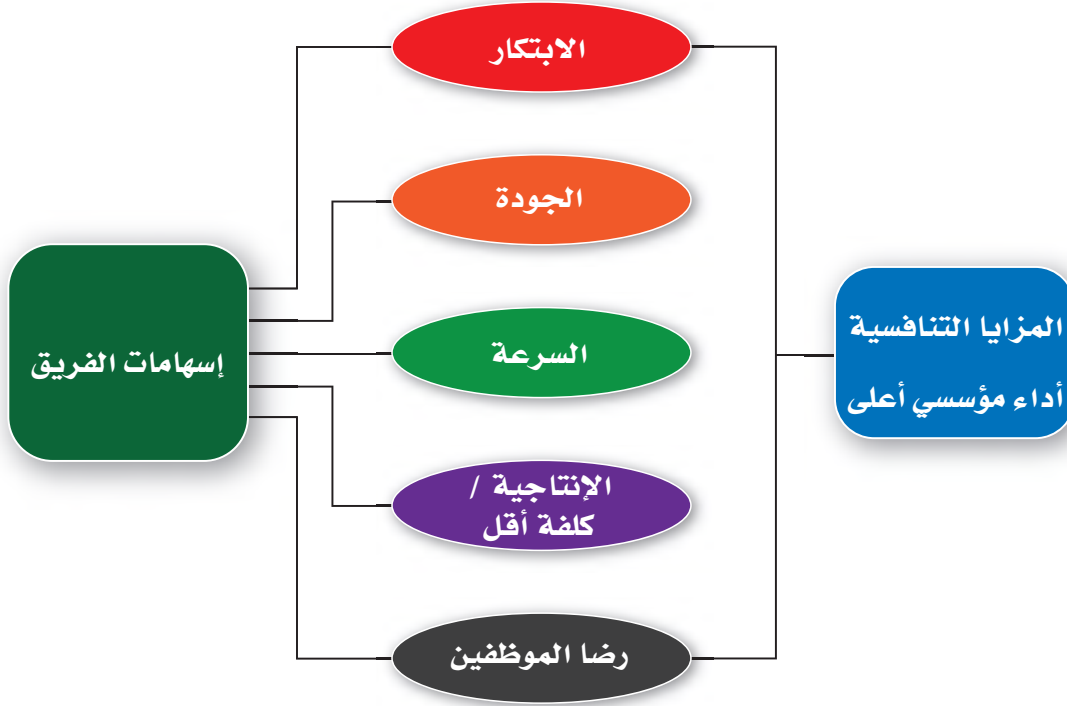 الابتكار
الجودة
السرعة
الإنتاجية /
كلفة أقل
رضا الموظفين
المزايا التنافسية
أداء مؤسسي أعلى
إسهامات الفريق